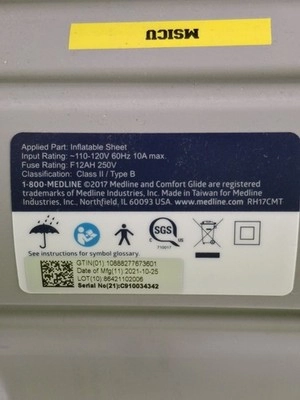 MSICU
Applied Part: Inflatable Sheet
Input Rating: ~110-120V 60Hz 10A max.
Fuse Rating: F12AH 250V
Classification: Class II / Type B
1-800-MEDLINE ©2017 Medline and Comfort Glide are registered
trademarks of Medline Industries, Inc. Made in Taiwan for Medline
Industries, Inc., Northfield, IL 60093 USA. www.medline.com RH17CMT
SGS
See instructions for symbol glossary.
GTIN(01):10888277673601
Date of Mfg(11):2021-10-25
LOT(10):86421102006
Serial No(21):C910034342